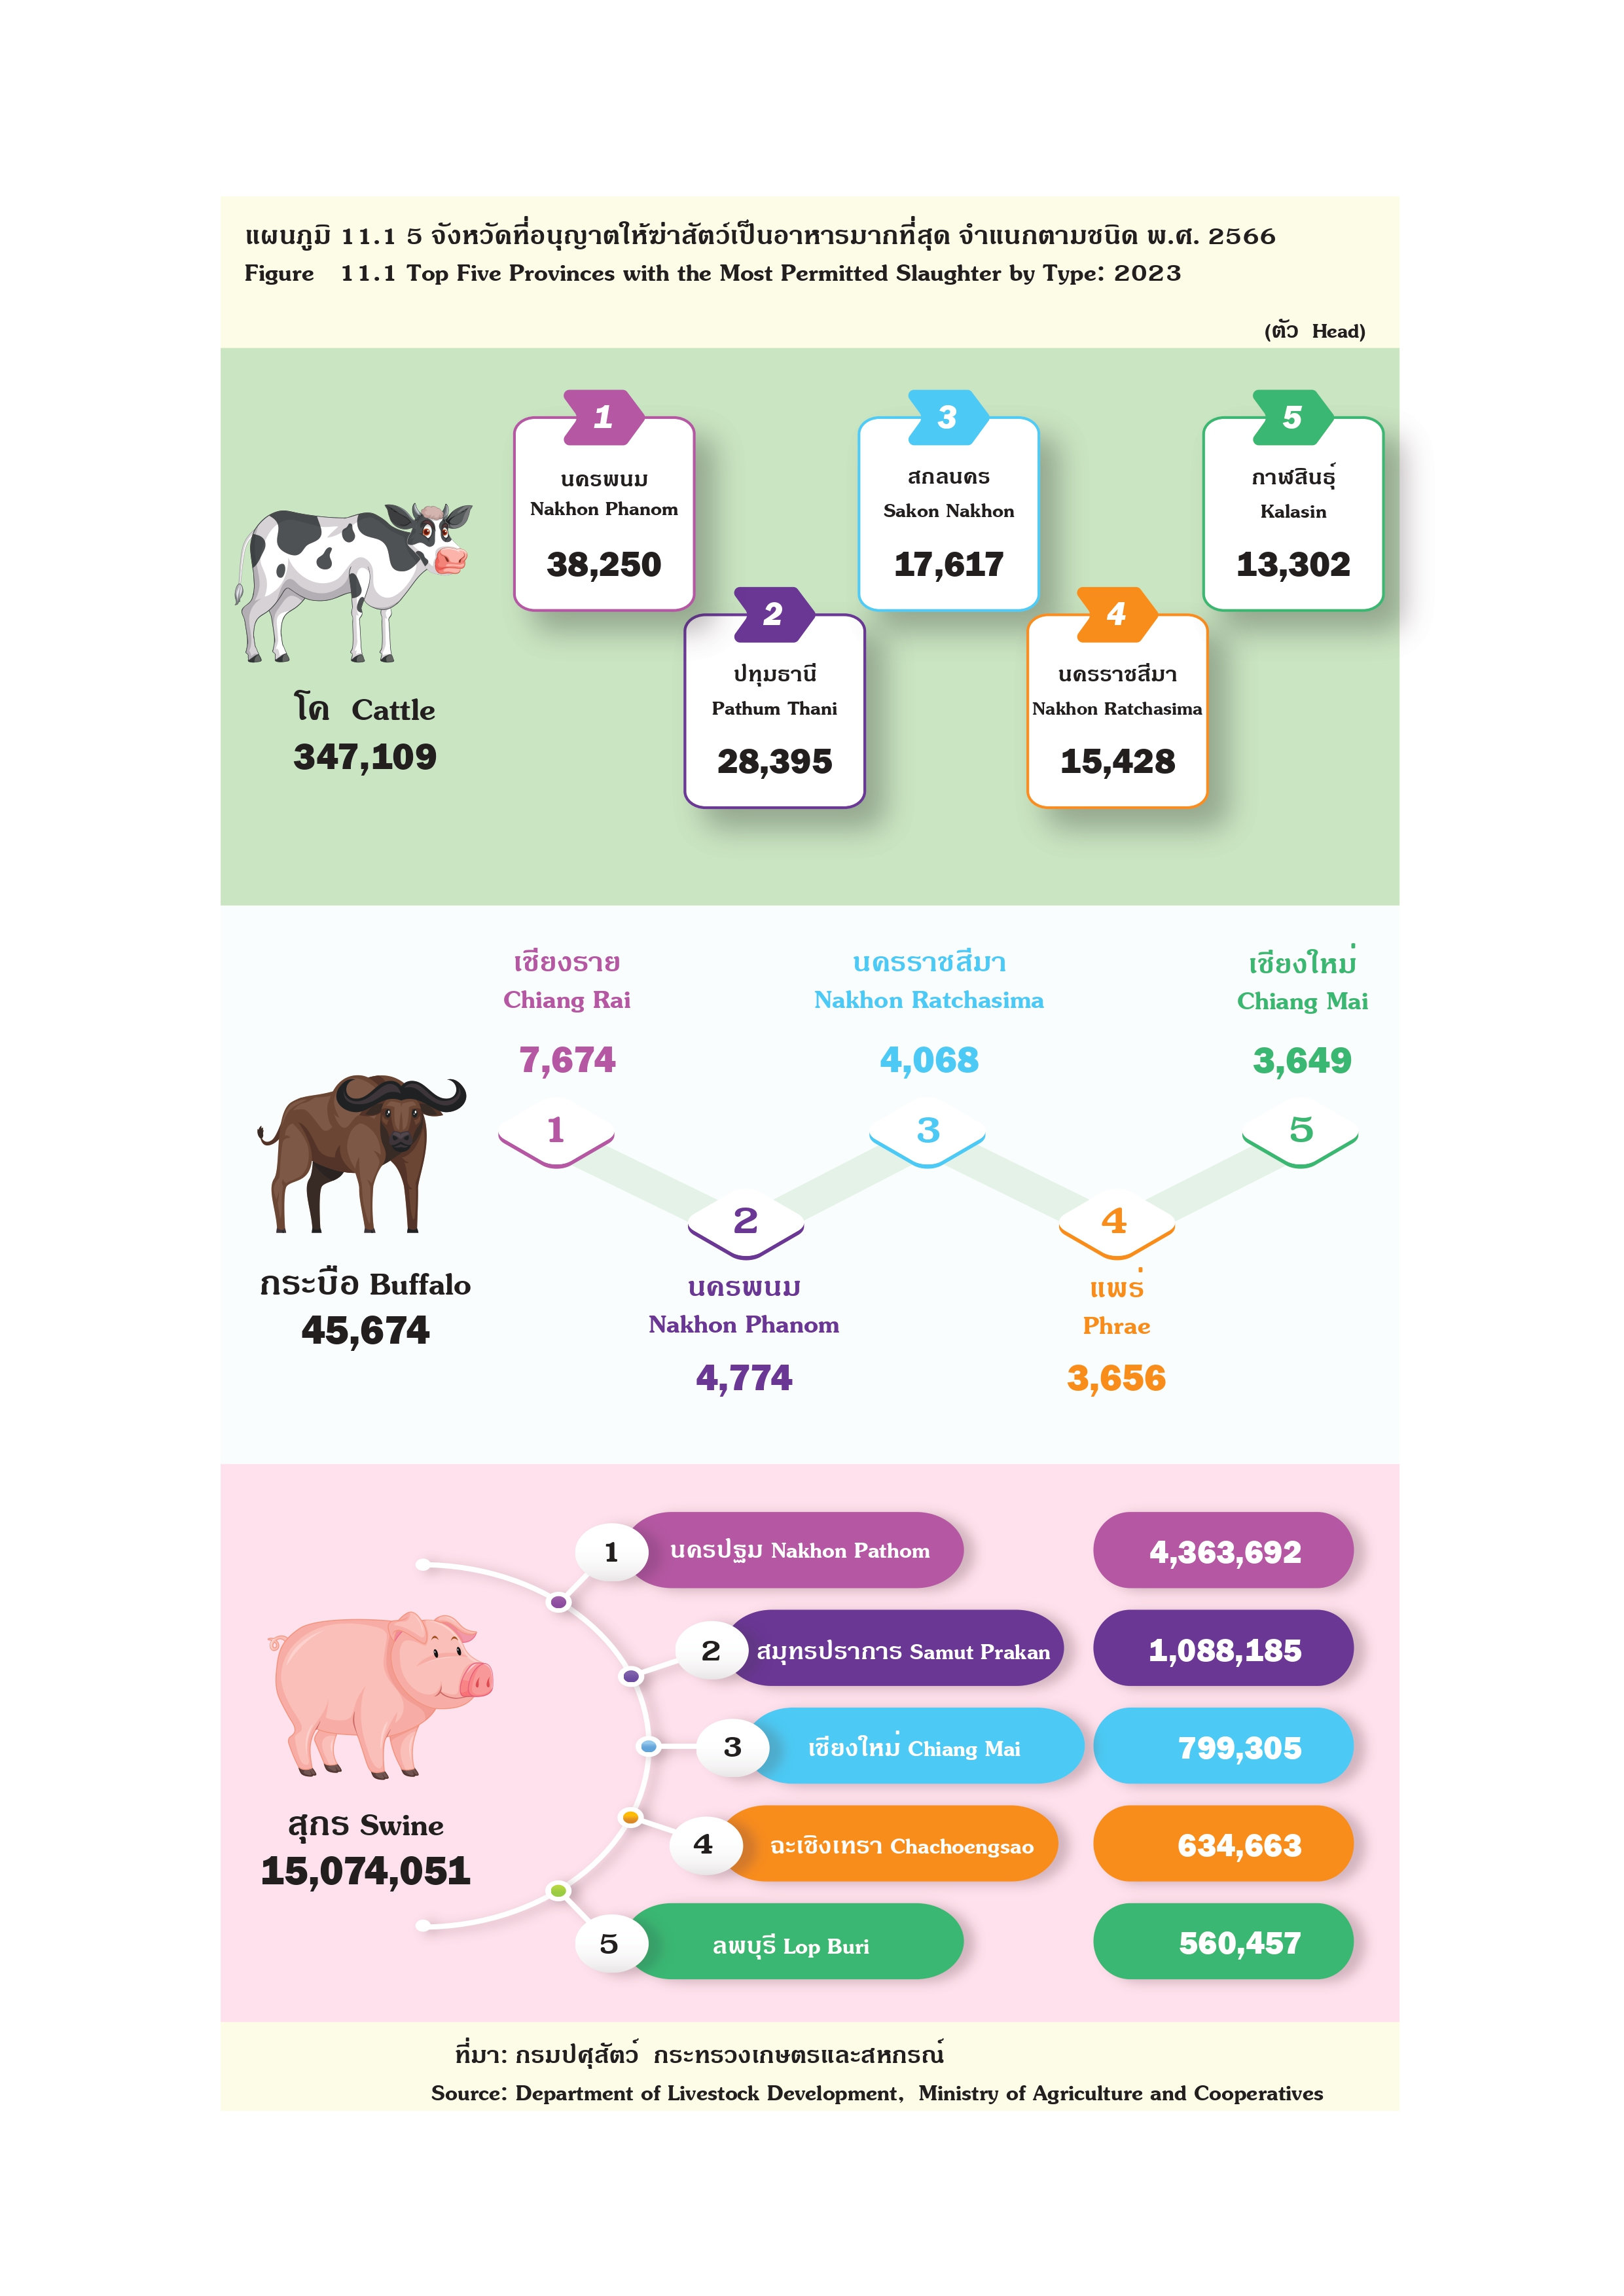 แผนภูมิ 11.1 5 จังหวัดที่อนุญาตให้ฆ่าสัตว์เป็นอาหารมากที่สุด จำแนกตามชนิด พ.ศ. 2566
Figure 11.1 Top Five Provinces with the Most Permitted Slaughter by Type: 2023
(ตัว Head)
โค Cattle
347,109
1
นครพนม
Nakhon Phanom
38,250
2
ปทุมธานี
Pathum Thani
28,395
3
สกลนคร
Sakon Nakhon
17,617
4
นครราชสีมา
Nakhon Ratchasima
15,428
5
กาฬสินธุ์
Kalasin
13,302
กระบือ Buffalo
45,674
เชียงราย
Chiang Rai
7,674
1
2
นครพนม
Nakhon Phanom
4,774
นครราชสีมา
Nakhon Ratchasima
4,068
3
4
แพร่
Phrae
3,656
เชียงใหม่
Chiang Mai
3,649
5
สุกร Swine
15,074,051
1 นครปฐม Nakhon Pathom 4,363,692
2 สมุทรปราการ Samut Prakan 1,088,185
3 เชียงใหม่ Chiang Mai 799,305
4 ฉะเชิงเทรา Chachoengsao 634,663
5 ลพบุรี Lop Buri 560,457
ที่มา: กรมปศุสัตว์ กระทรวงเกษตรและสหกรณ์
Source: Department of Livestock Development, Ministry of Agriculture and Cooperatives